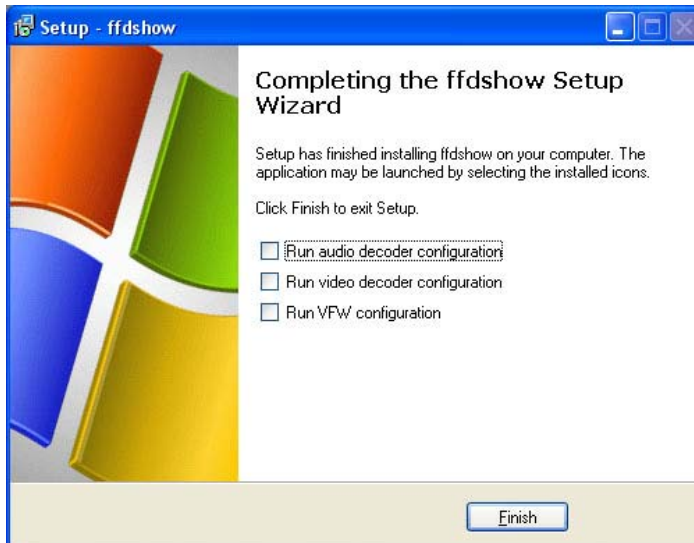 Setup - ffdshow
Completing the ffdshow Setup
Wizard
Setup has finished installing ffdshow on your computer. The
application may be launched by selecting the installed icons.
Click Finish to exit Setup.
Run audio decoder configuration
Run video decoder configuration
Run VFW configuration
Finish